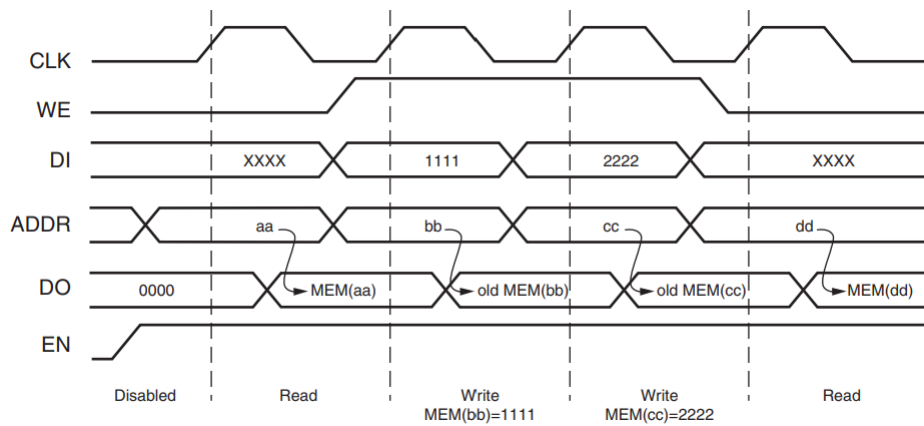 CLK
WE
DI XXXX 1111 2222 XXXX
ADDR aa bb cc dd
DO 0000 MEM(aa) old MEM(bb) old MEM(cc) MEM(dd)
EN
Disabled Read Write Write Read
MEM(bb)=1111 MEM(cc)=2222